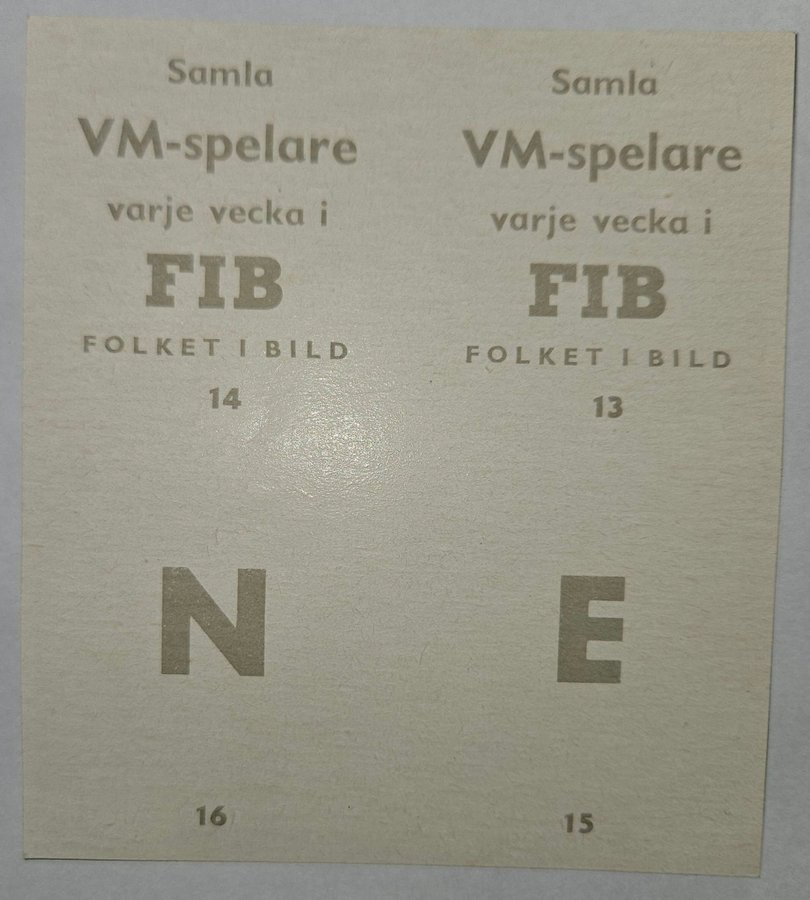 Samla
VM-spelare
varje vecka i
FIB
FOLKET I BILD
14
Samla
VM-spelare
varje vecka i
FIB
FOLKET I BILD
13
N
16
E
15